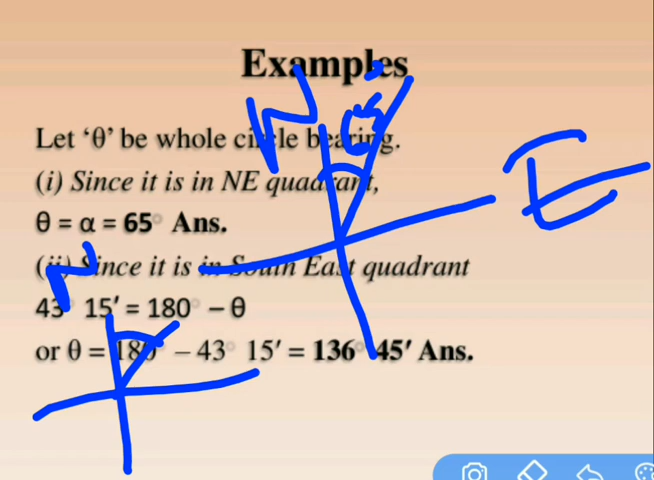 Examples
Let ‘θ’ be whole circle bearing.
(i) Since it is in NE quadrant,
θ = α = 65° Ans.
(ii) Since it is in South East quadrant
43° 15′ = 180° – θ
or θ = 180° – 43° 15′ = 136° 45′ Ans.
N
E
N